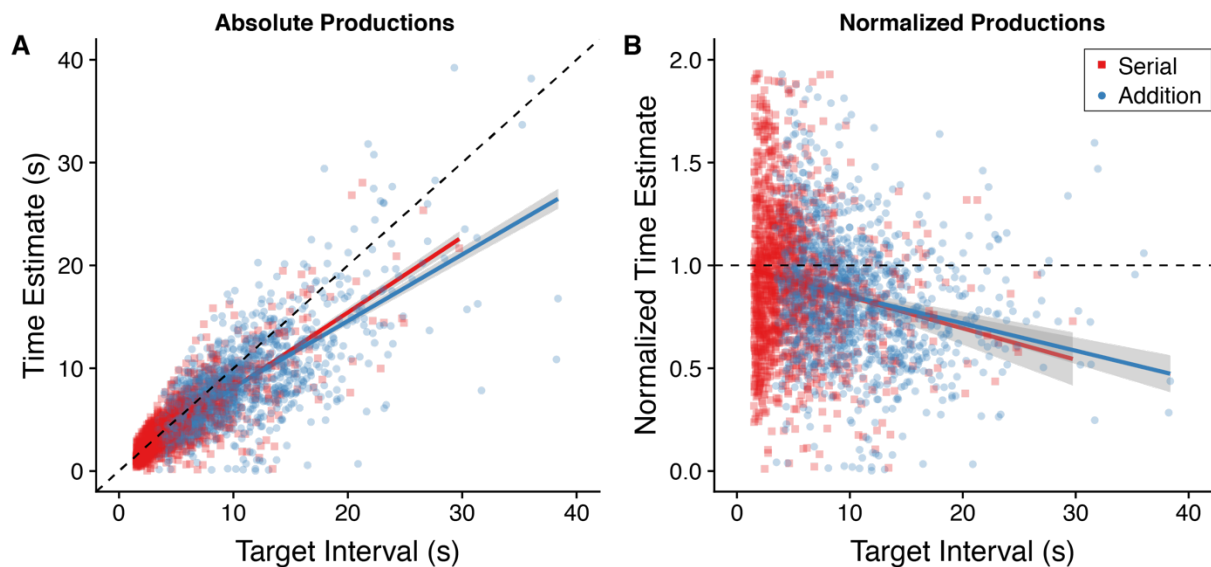 A
Absolute Productions
Time Estimate (s)
40
30
20
10
0
0 10 20 30 40
Target Interval (s)
B
Normalized Productions
Serial
Addition
Normalized Time Estimate
2.0
1.5
1.0
0.5
0.0
0 10 20 30 40
Target Interval (s)